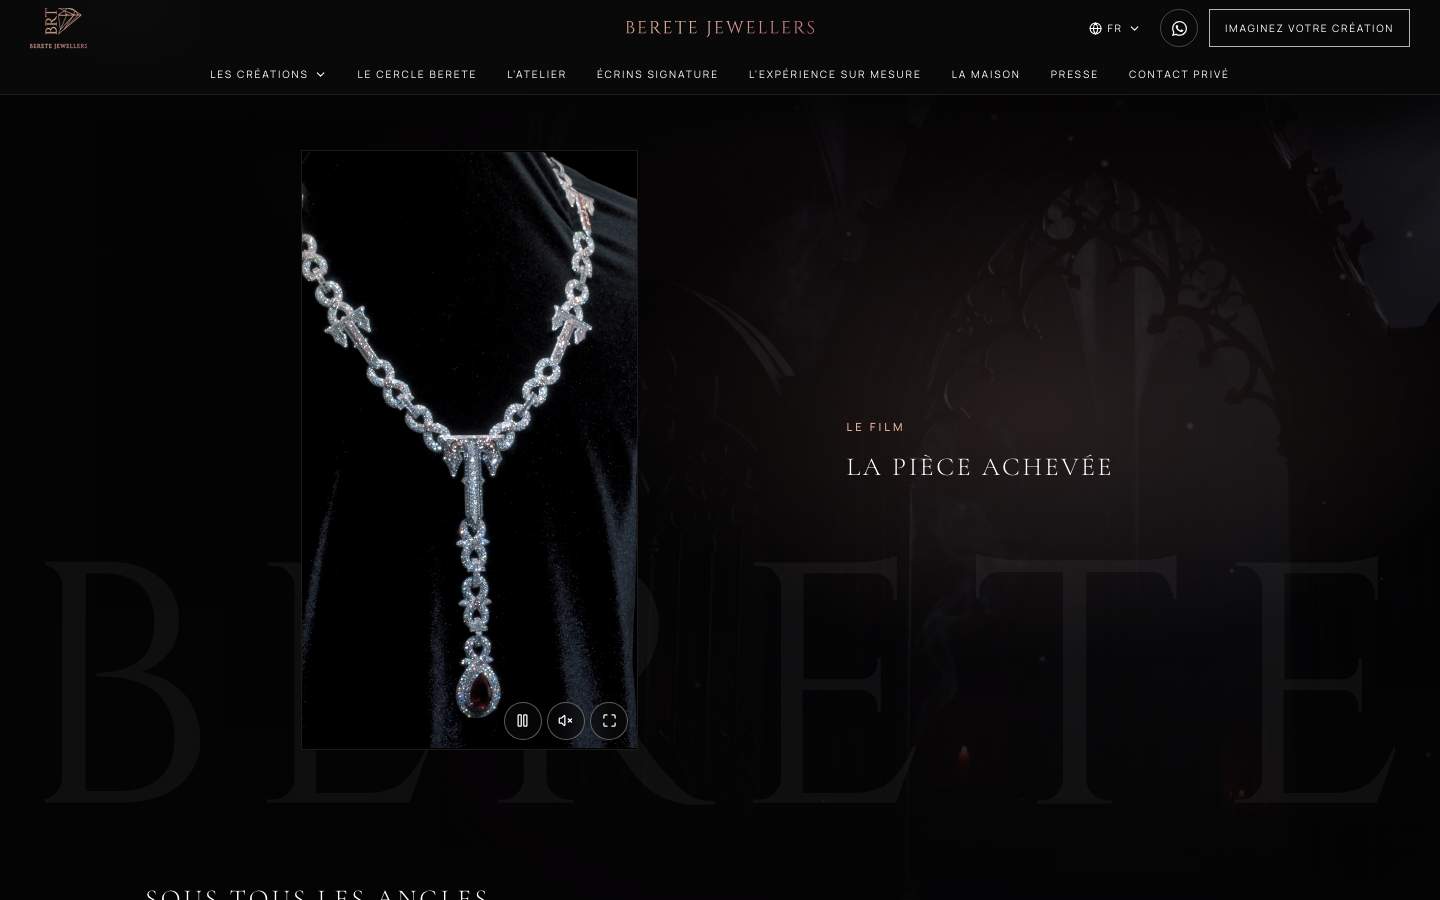 BRT
BERETE JEWELLERS
BERETE JEWELLERS
FR
IMAGINEZ VOTRE CRÉATION
LES CRÉATIONS
LE CERCLE BERETE
L'ATELIER
ÉCRINS SIGNATURE
L'EXPÉRIENCE SUR MESURE
LA MAISON
PRESSE
CONTACT PRIVÉ
LE FILM
LA PIÈCE ACHEVÉE
BERETE
SOUS TOUS LES ANGLES